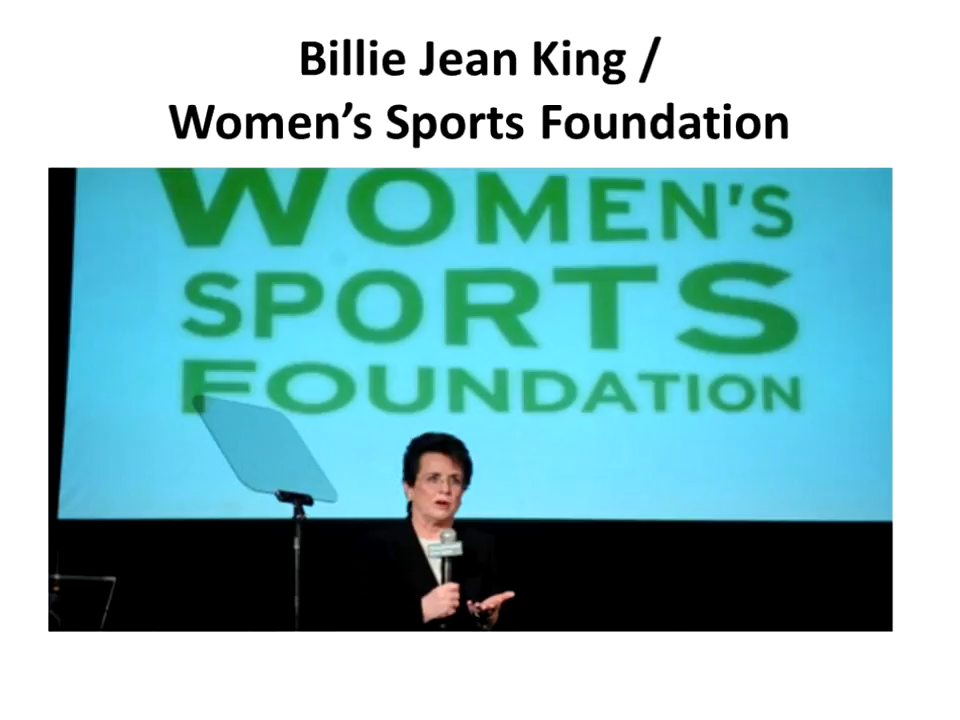 Billie Jean King /
Women’s Sports Foundation
WOMEN'S
SPORTS
FOUNDATION